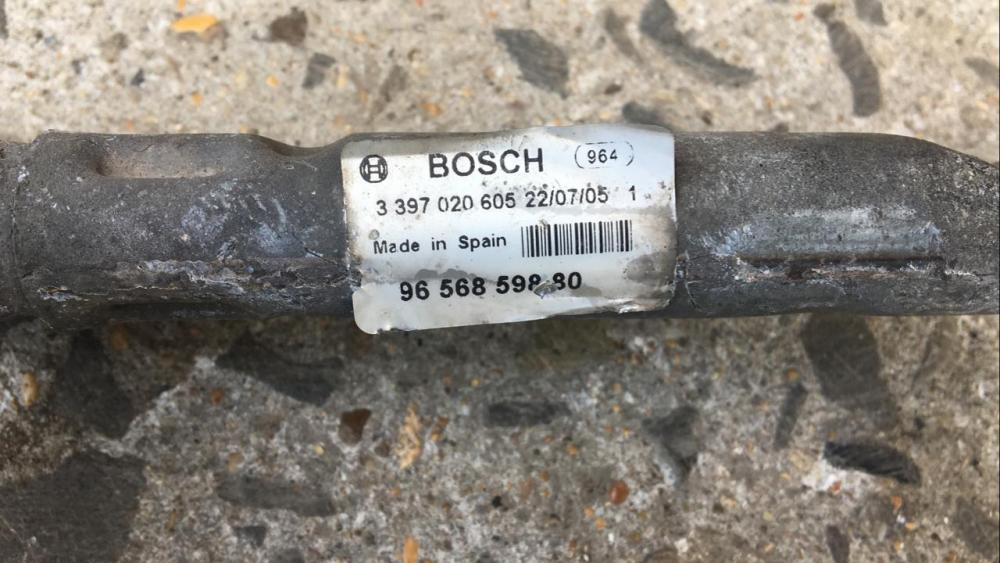 BOSCH 964
3 397 020 605 22/07/05 1
Made in Spain
96 568 598 80